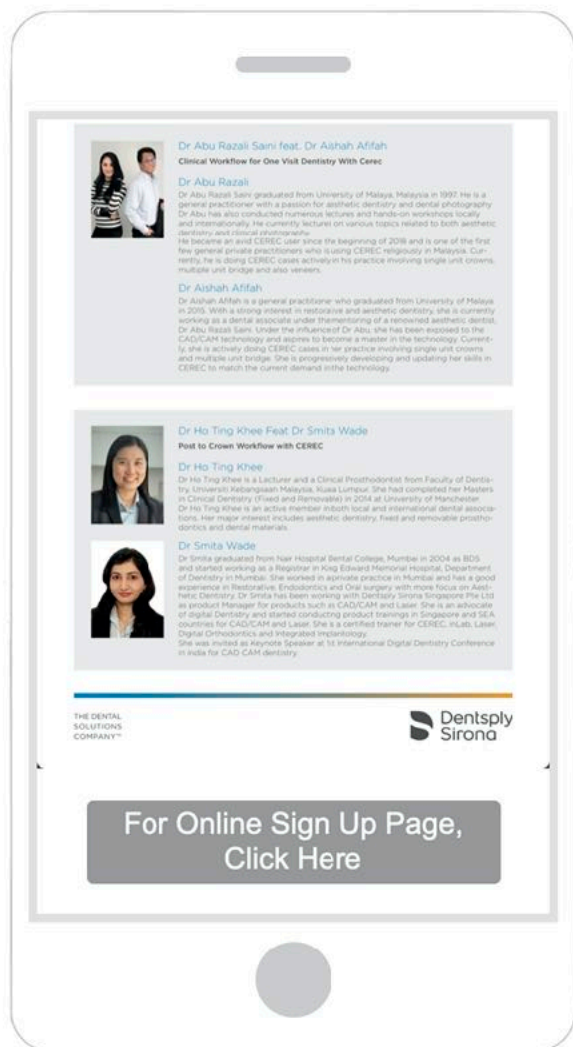 Dr Abu Razali Saini feat. Dr Aishah Afifah
Clinical Workflow for One Visit Dentistry With Cerec
Dr Abu Razali
Dr Abu Razali Saini graduated from University of Malaya, Malaysia in 1997. He is a
general practitioner with a passion for aesthetic dentistry and dental photography
Dr Abu has also conducted numerous lectures and hands-on workshops locally
and internationally. He currently lectures on various topics related to both aesthetic
dentistry and clinical photography.
He became an avid CEREC user since the beginning of 2018 and is one of the first
few general private practitioners who is using CEREC religiously in Malaysia. Cur-
rently, he is doing CEREC cases actively in his practice involving single unit crowns,
multiple unit bridge and also veneers.
Dr Aishah Afifah
Dr Aishah Afifah is a general practitioner who graduated from University of Malaya
in 2015. With a strong interest in restorative and aesthetic dentistry, she is currently
working as a dental associate under thementoring of a renowned aesthetic dentist,
Dr Abu Razali Saini. Under the influenceof Dr Abu, she has been exposed to the
CAD/CAM technology and aspires to become a master in the technology. Current-
ly, she is actively doing CEREC cases in her practice involving single unit crowns
and multiple unit bridge. She is progressively developing and updating her skills in
CEREC to match the current demand inthe technology.
Dr Ho Ting Khee Feat Dr Smita Wade
Post to Crown Workflow with CEREC
Dr Ho Ting Khee
Dr Ho Ting Khee is a Lecturer and a Clinical Prosthodontist from Faculty of Dentis-
try, Universiti Kebangsaan Malaysia, Kuaa Lumpur. She had completed her Masters
in Clinical Dentistry (Fixed and Removable) in 2014 at University of Manchester.
Dr Ho Ting Khee is an active member inboth local and international dental associa-
tions. Her major interest includes aesthetic dentistry, fixed and removable prostho-
dontics and dental materials.
Dr Smita Wade
Dr Smita graduated from Nair Hospital Dental College, Mumbai in 2004 as BDS
and started working as a Registrar in King Edward Memorial Hospital, Department
of Dentistry in Mumbai. She worked in aprivate practice in Mumbai and has a good
experience in Restorative, Endodontics and Oral surgery with more focus on Aest-
hetic Dentistry. Dr Smita has been working with Dentsply Sirona Singapore Pte Ltd
as product Manager for products such as CAD/CAM and Laser. She is an advocate
of digital Dentistry and started conducting product trainings in Singapore and SEA
countries for CAD/CAM and Laser. She s a certified trainer for CEREC, inLab, Laser,
Digital Orthodontics and Integrated Implantology.
She was invited as Keynote Speaker at 1st International Digital Dentistry Conference
in India for CAD CAM dentistry.
THE DENTAL
SOLUTIONS
COMPANY™
Dentsply
Sirona
For Online Sign Up Page,
Click Here